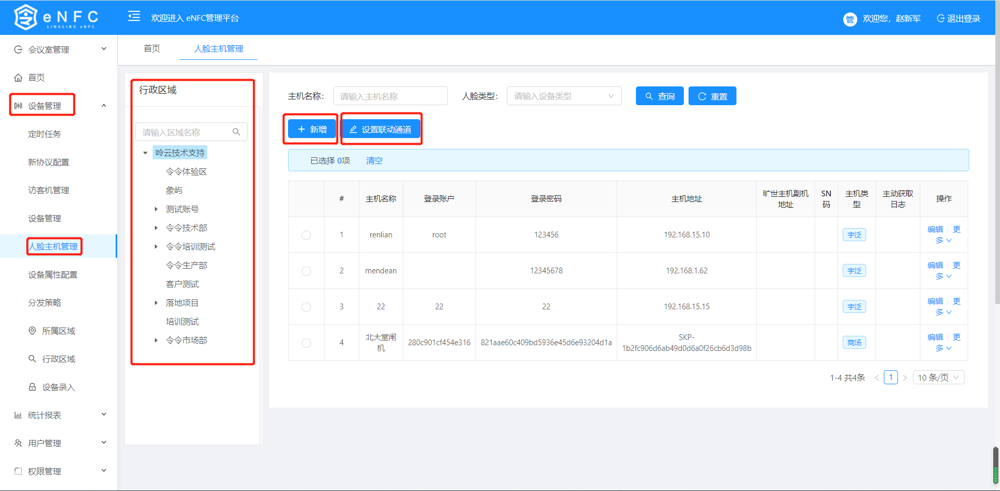 eNFC
LINGLING eNFC
欢迎进入 eNFC管理平台
管 欢迎您，赵新军 退出登录
会议室管理
首页
设备管理
定时任务
新协议配置
访客机管理
设备管理
人脸主机管理
设备属性配置
分发策略
所属区域
行政区域
设备录入
统计报表
用户管理
权限管理
首页 人脸主机管理
行政区域
请输入区域名称
呤云技术支持
令令体验区
象屿
测试账号
令令技术部
令令培训测试
令令生产部
客户测试
落地项目
培训测试
令令市场部
主机名称： 请输入主机名称 人脸类型： 请输入设备类型 查询 重置
新增 设置联动通道
已选择 0项 清空
# 主机名称 登录账户 登录密码 主机地址 旷世主机副机地址 SN码 主机类型 主动获取日志 操作
1 renlian root 123456 192.168.15.10 宇泛 编辑 更多
2 mendean 12345678 192.168.1.62 宇泛 编辑 更多
3 22 22 22 192.168.15.15 宇泛 编辑 更多
4 北大堂闸机 280c901cf454e316 821aae60c409bd5936e45d6e93204d1a SKP-1b2fc906d6ab49d0d6a0f26cb6d3d98b 商汤 编辑 更多
1-4 共4条 < 1 > 10 条/页